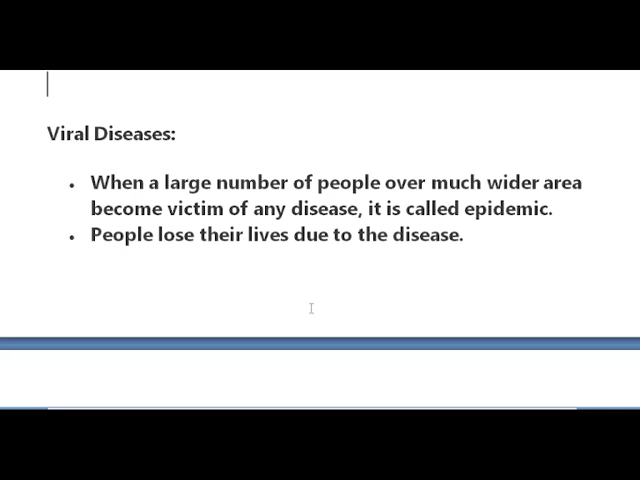 Viral Diseases:
• When a large number of people over much wider area
become victim of any disease, it is called epidemic.
• People lose their lives due to the disease.